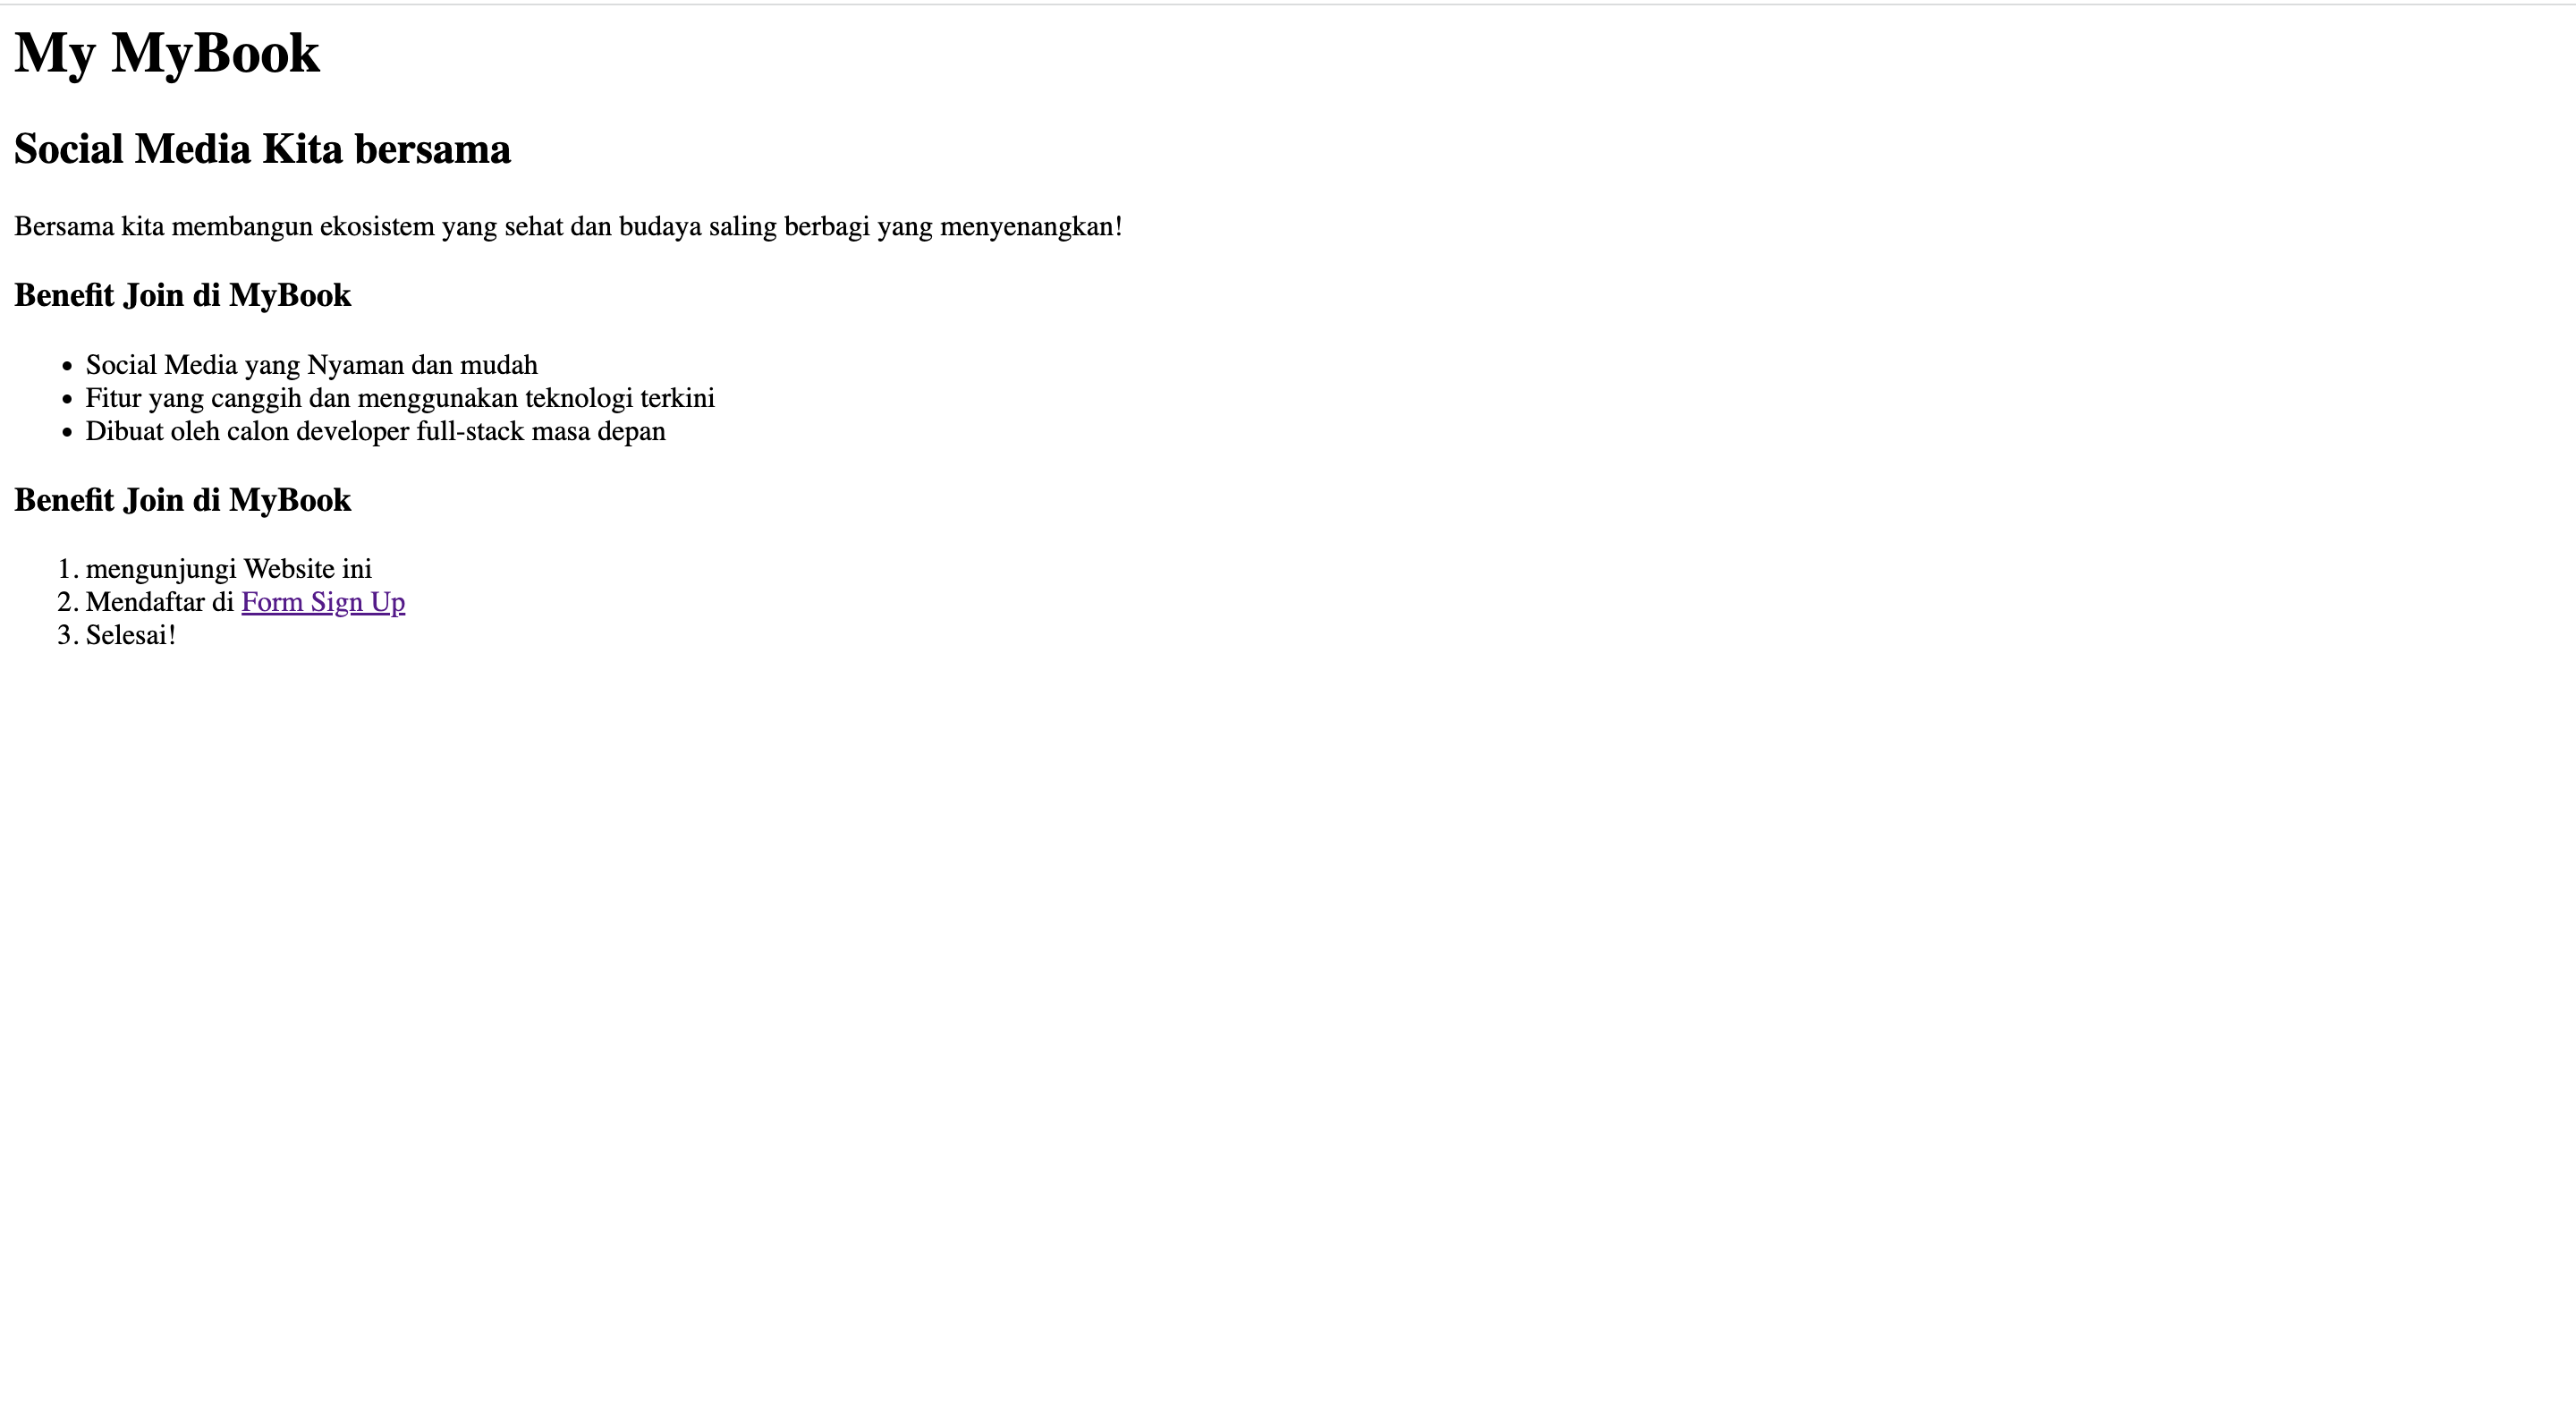 My MyBook
Social Media Kita bersama
Bersama kita membangun ekosistem yang sehat dan budaya saling berbagi yang menyenangkan!
Benefit Join di MyBook
• Social Media yang Nyaman dan mudah
• Fitur yang canggih dan menggunakan teknologi terkini
• Dibuat oleh calon developer full-stack masa depan
Benefit Join di MyBook
1. mengunjungi Website ini
2. Mendaftar di Form Sign Up
3. Selesai!